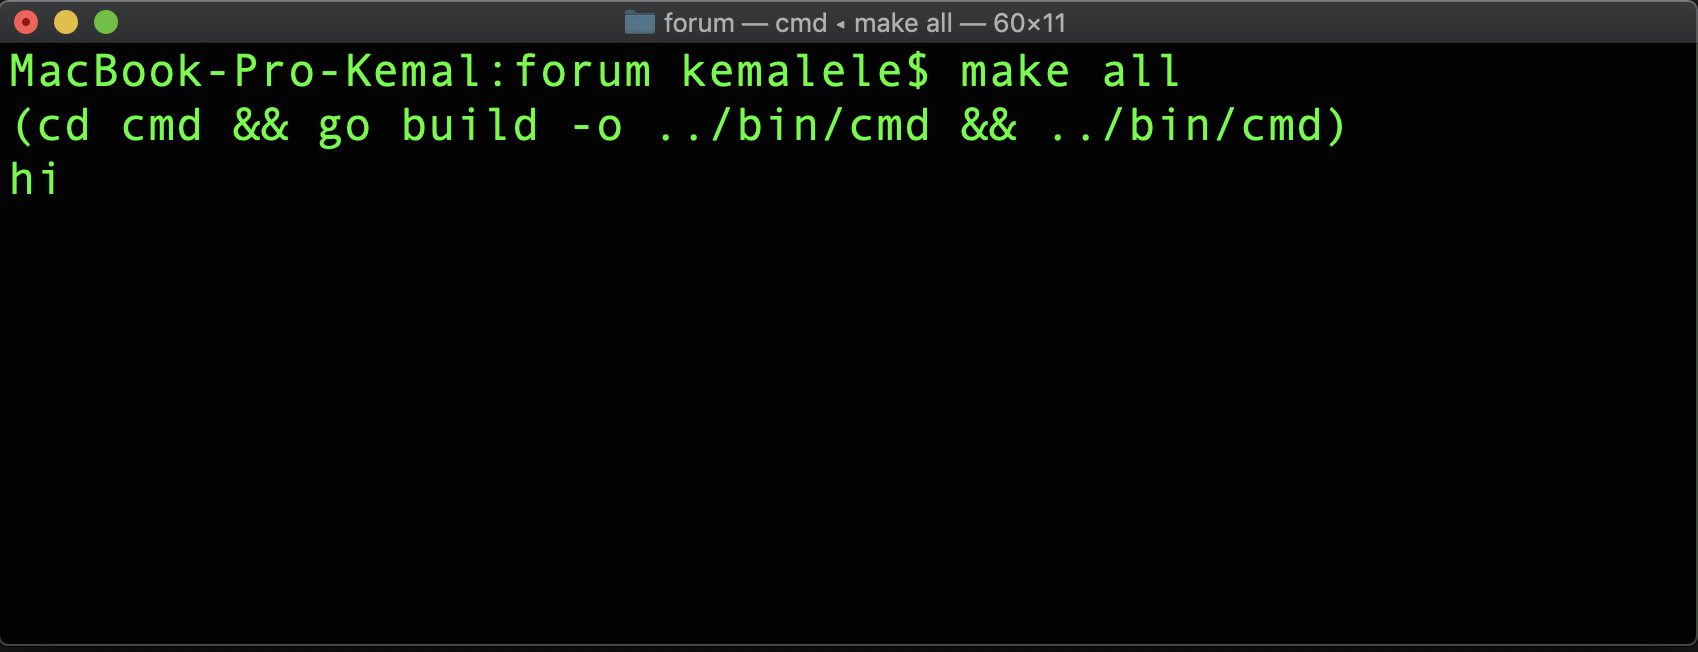 forum — cmd ◂ make all — 60×11
MacBook-Pro-Kemal:forum kemalele$ make all
(cd cmd && go build -o ../bin/cmd && ../bin/cmd)
hi